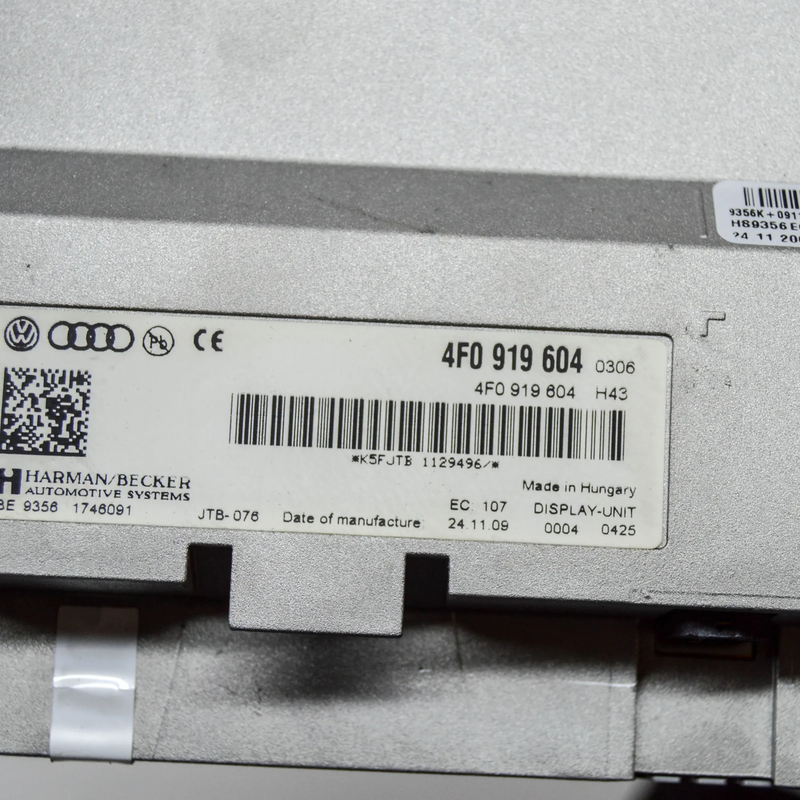 9356K+091
HS9356E
24 11 200
CE
4F0 919 604 0306
4F0 919 604 H43
*K5FJTB 1129496/*
HARMAN/BECKER
AUTOMOTIVE SYSTEMS
Made in Hungary
BE 9356 1746091 JTB-076 Date of manufacture: EC: 107 DISPLAY-UNIT
24.11.09 0004 0425